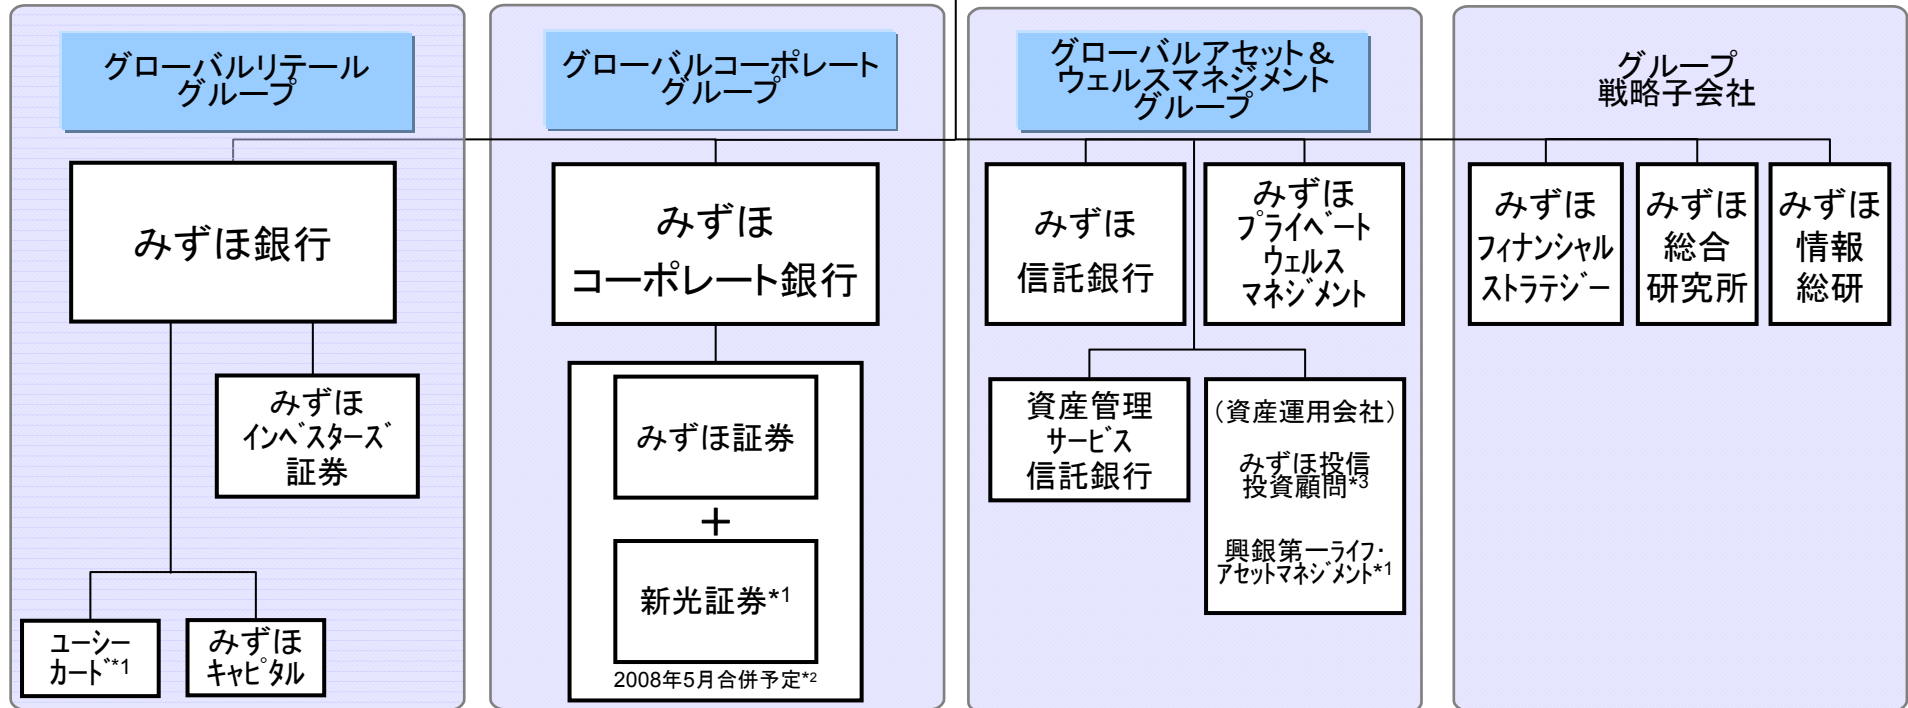 グローバルリテール
グループ
みずほ銀行
みずほ
インベスターズ
証券
ユーシー
カード*1
みずほ
キャピタル
グローバルコーポレート
グループ
みずほ
コーポレート銀行
みずほ証券
＋
新光証券*1
2008年5月合併予定*2
グローバルアセット＆
ウェルスマネジメント
グループ
みずほ
信託銀行
みずほ
プライベート
ウェルス
マネジメント
資産管理
サービス
信託銀行
（資産運用会社）
みずほ投信
投資顧問*3
興銀第一ライフ・
アセットマネジメント*1
グループ
戦略子会社
みずほ
フィナンシャル
ストラテジー
みずほ
総合
研究所
みずほ
情報
総研